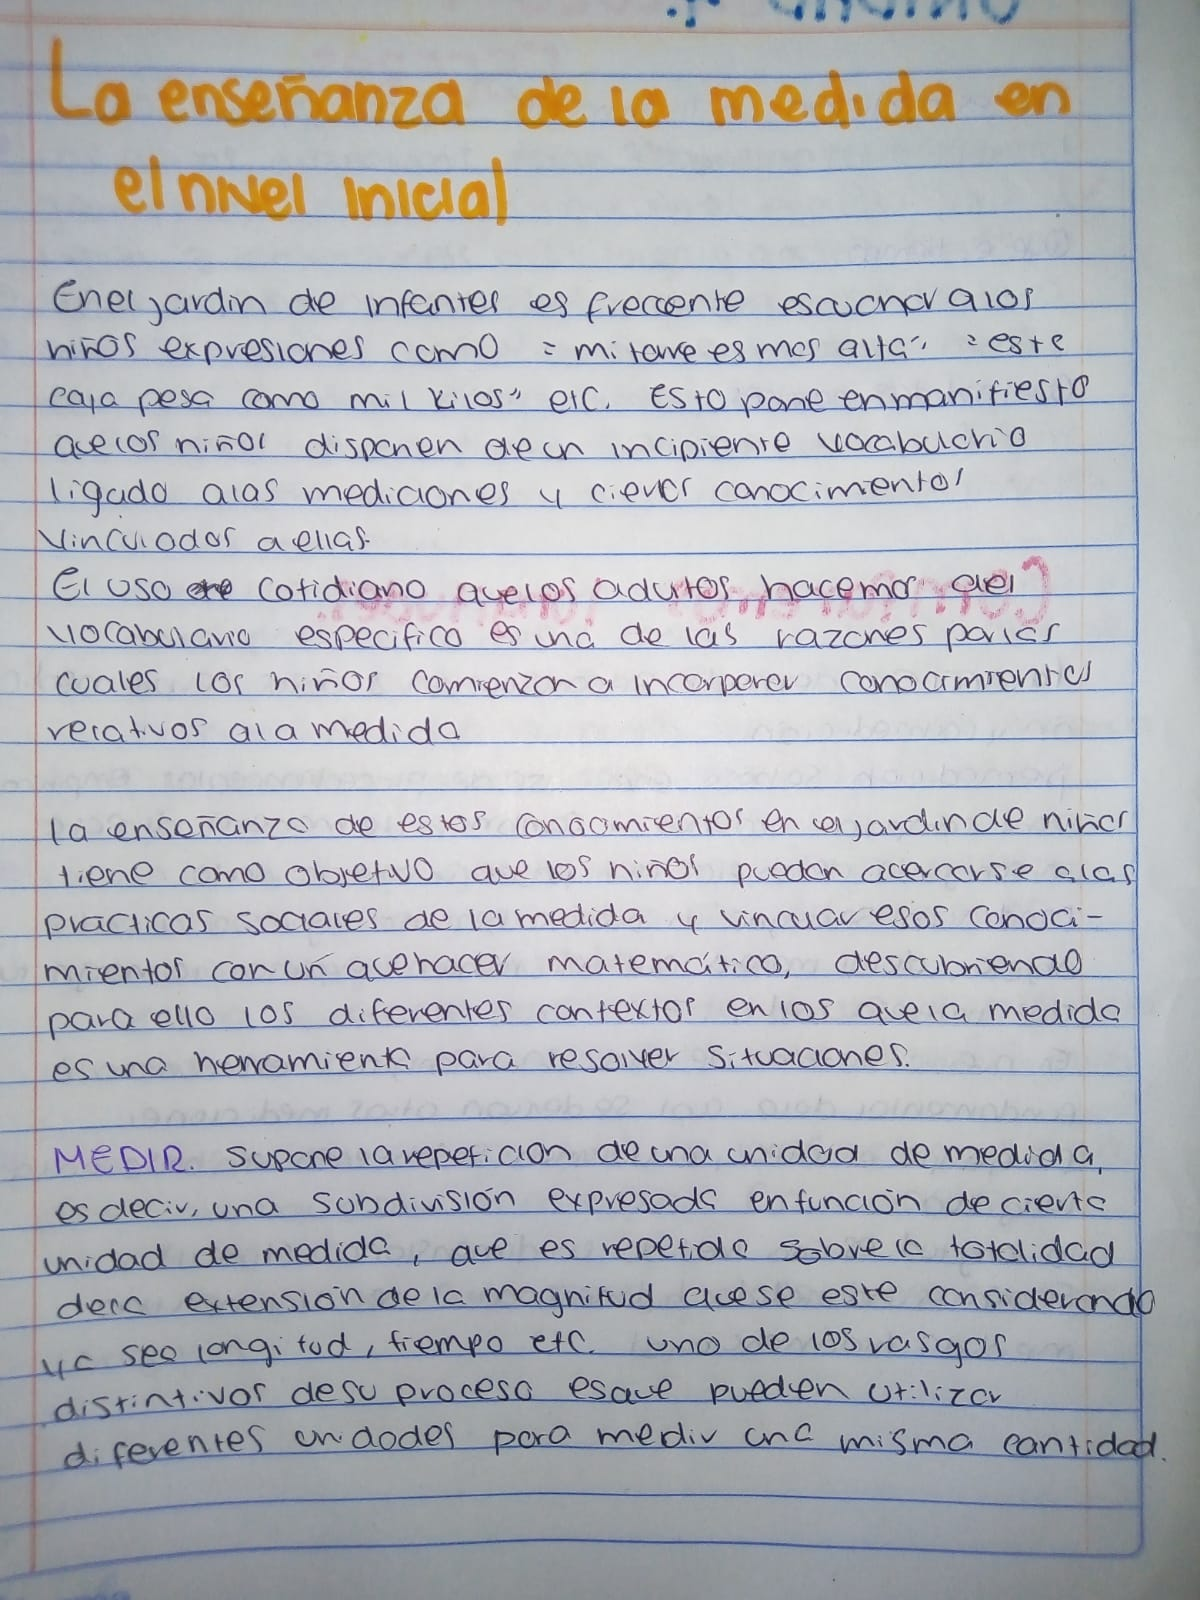 La enseñanza de la medida en
el nivel inicial
En el jardin de infantes es frecuente escuchar a los
niños expresiones como "mi torre es mas alta", "este
caja pesa como mil kilos" etc. Esto pone en manifiesto
que los niños disponen de un incipiente vocabulario
ligado a las mediciones y ciertos conocimientos
vinculados a ellas.
El uso cotidiano que los adutos hacemos del
vocabulario especifico es una de las razones por las
cuales los niños comienzan a incorporer conocimientos
relativos a la medida
la enseñanza de estos conocimientos en el jardin de niños
tiene como objetivo que los niños puedan acercarse a las
practicas sociales de la medida y vincular esos conoci-
mientos con un quehacer matemático, descubriendo
para ello los diferentes contextos en los que la medida
es una herramienta para resolver situaciones.
MEDIR. Supone la repeticion de una unidad de medida,
es decir, una subdivisión expresada en función de cierta
unidad de medida, que es repetida sobre la totalidad
de la extensión de la magnitud que se este considerando
ya sea longitud, tiempo etc. uno de los rasgos
distintivos de su proceso es que pueden utilizar
diferentes unidades para medir una misma cantidad.